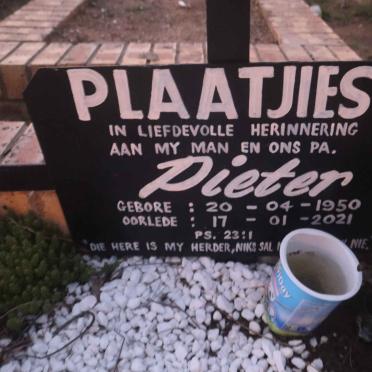 PLAATJIES
IN LIEFDEVOLLE HERINNERING
AAN MY MAN EN ONS PA.
Pieter
GEBORE : 20 - 04 - 1950
OORLEDE : 17 - 01 - 2021
PS. 23:1
DIE HERE IS MY HERDER, NIKS SAL NIE.